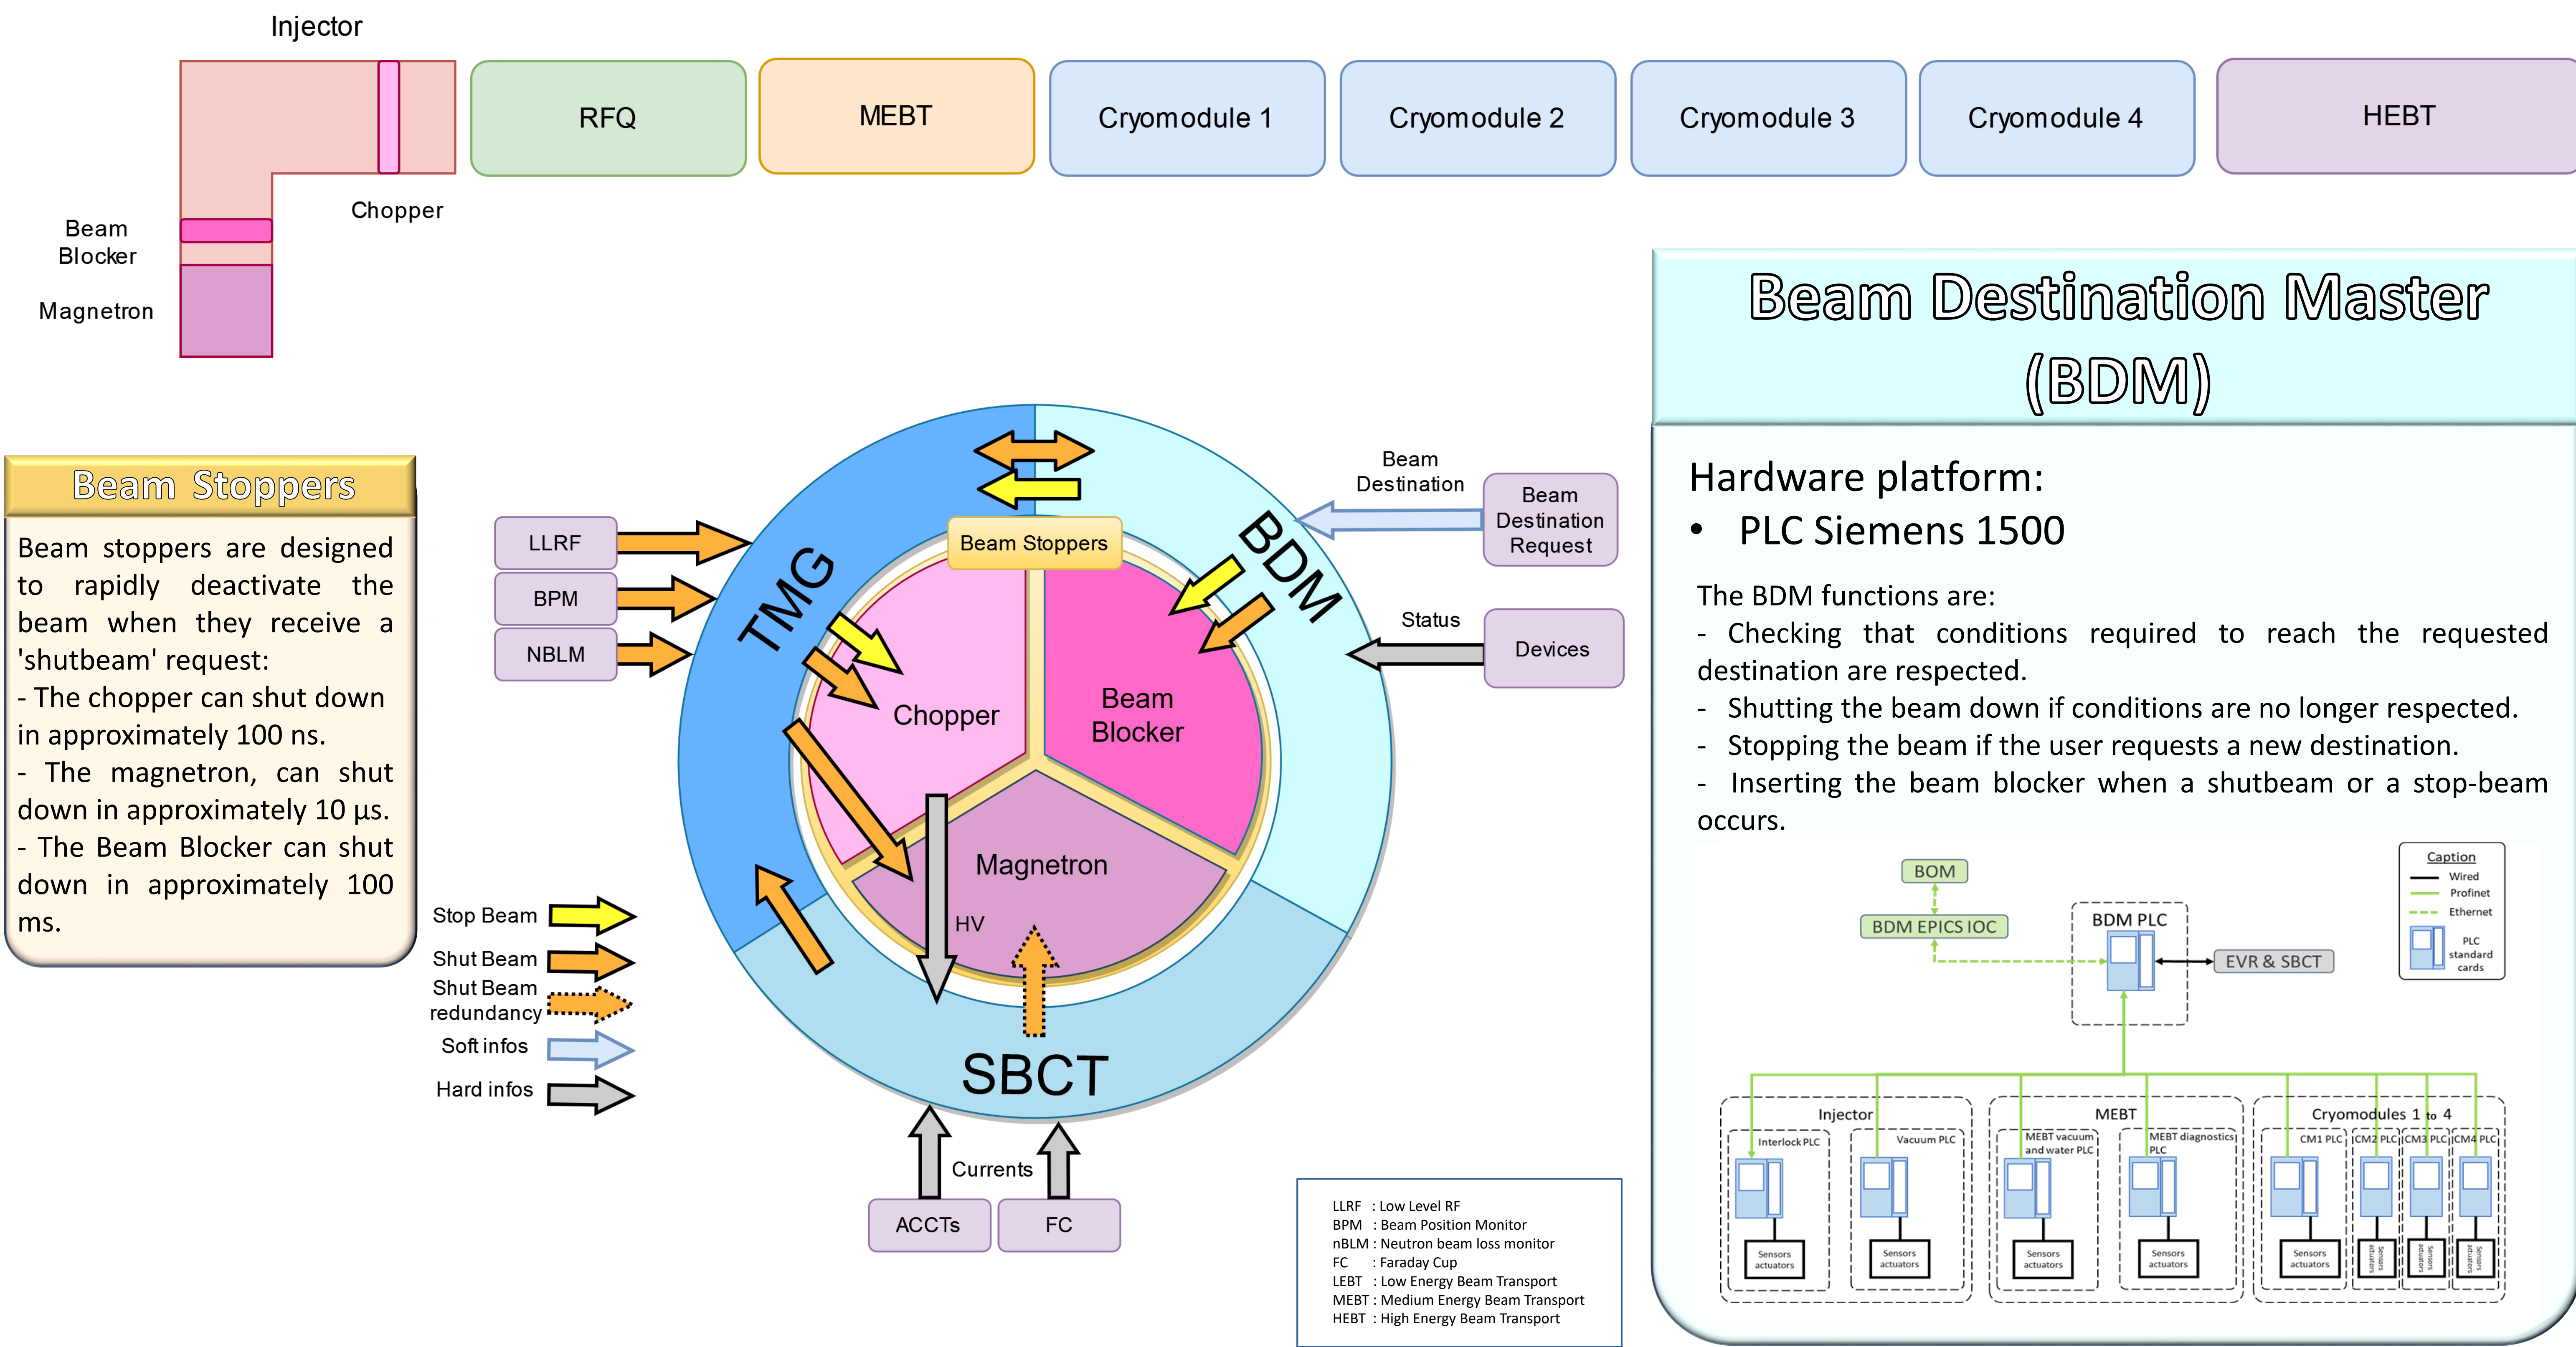 Injector
RFQ
MEBT
Cryomodule 1
Cryomodule 2
Cryomodule 3
Cryomodule 4
HEBT
Chopper
Beam
Blocker
Magnetron
Beam Stoppers
Beam stoppers are designed
to rapidly deactivate the
beam when they receive a
'shutbeam' request:
- The chopper can shut down
in approximately 100 ns.
- The magnetron, can shut
down in approximately 10 μs.
- The Beam Blocker can shut
down in approximately 100
ms.
LLRF
BPM
NBLM
TMG
BDM
SBCT
Beam Stoppers
Chopper
Beam
Blocker
Magnetron
HV
Beam
Destination
Beam
Destination
Request
Status
Devices
Stop Beam
Shut Beam
Shut Beam
redundancy
Soft infos
Hard infos
Currents
ACCTs
FC
LLRF : Low Level RF
BPM : Beam Position Monitor
nBLM : Neutron beam loss monitor
FC : Faraday Cup
LEBT : Low Energy Beam Transport
MEBT : Medium Energy Beam Transport
HEBT : High Energy Beam Transport
Beam Destination Master
(BDM)
Hardware platform:
• PLC Siemens 1500
The BDM functions are:
- Checking that conditions required to reach the requested
destination are respected.
- Shutting the beam down if conditions are no longer respected.
- Stopping the beam if the user requests a new destination.
- Inserting the beam blocker when a shutbeam or a stop-beam
occurs.
BOM
BDM EPICS IOC
BDM PLC
EVR & SBCT
Caption
Wired
Profinet
Ethernet
PLC
standard
cards
Injector
MEBT
Cryomodules 1 to 4
Interlock PLC
Vacuum PLC
MEBT vacuum
and water PLC
MEBT diagnostics
PLC
CM1 PLC
CM2 PLC
CM3 PLC
CM4 PLC
Sensors
actuators
Sensors
actuators
Sensors
actuators
Sensors
actuators
Sensors
actuators
Sensors
actuators
Sensors
actuators
Sensors
actuators